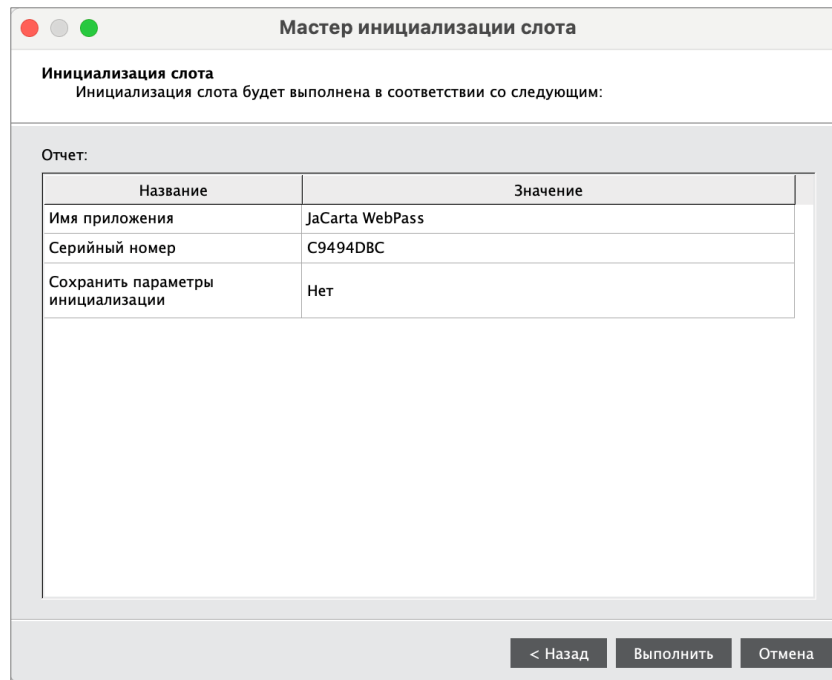 Мастер инициализации слота
Инициализация слота
Инициализация слота будет выполнена в соответствии со следующим:
Отчет:
Название Значение
Имя приложения JaCarta WebPass
Серийный номер C9494DBC
Сохранить параметры
инициализации Нет
< Назад Выполнить Отмена